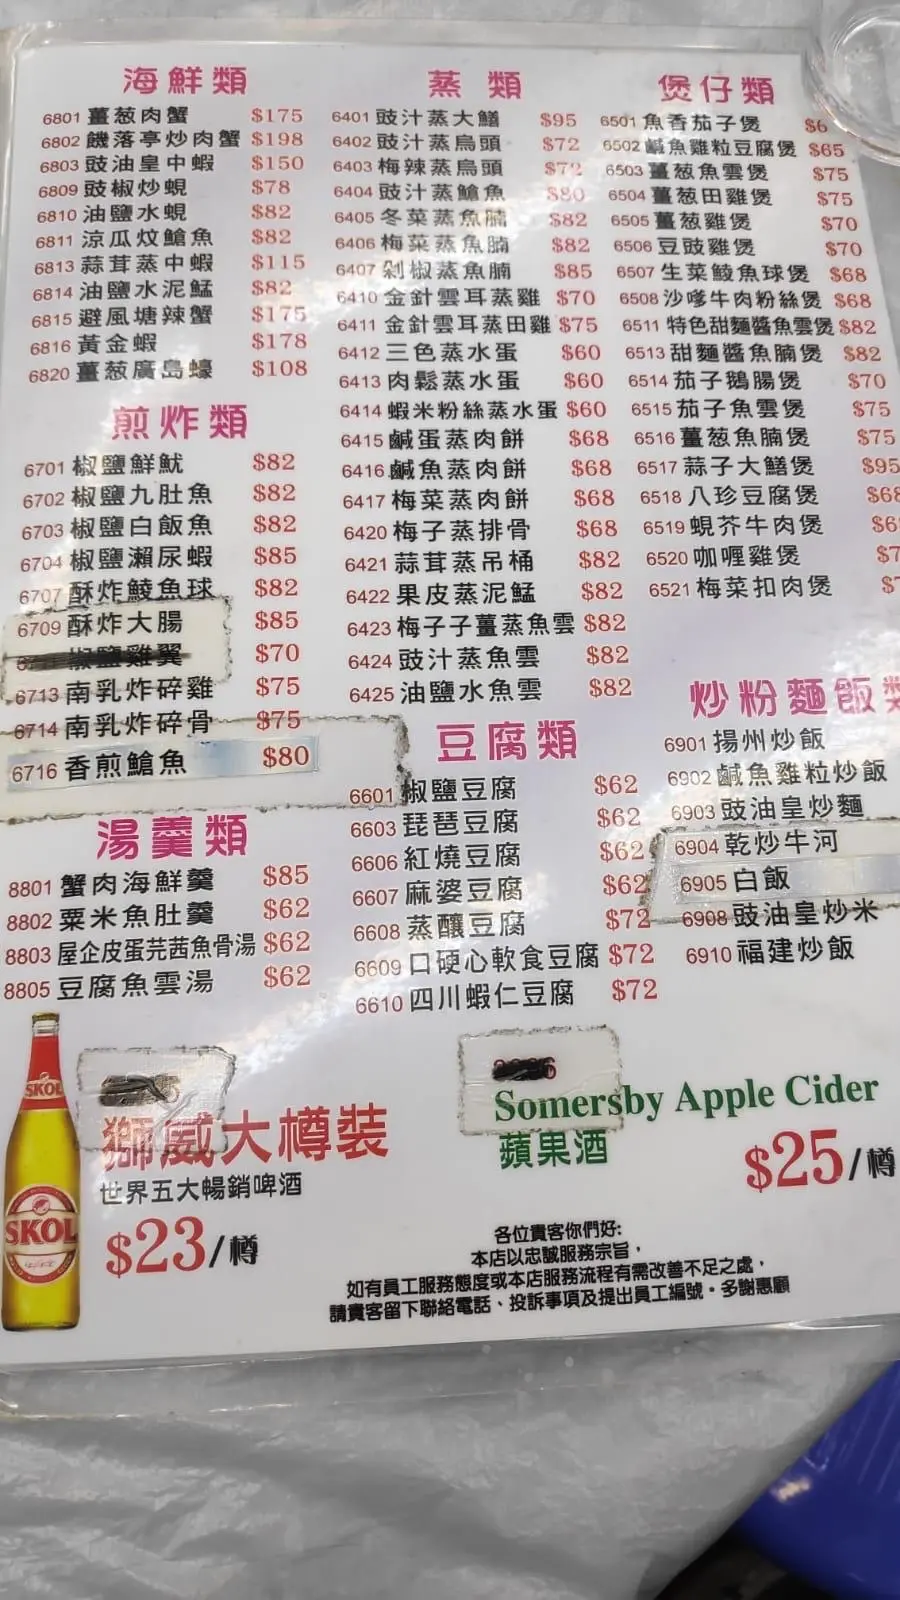 海鮮類
6801 薑葱肉蟹 $175
6802 饑落亭炒肉蟹 $198
6803 豉油皇中蝦 $150
6809 豉椒炒蜆 $78
6810 油鹽水蜆 $82
6811 涼瓜炆鱠魚 $82
6813 蒜茸蒸中蝦 $115
6814 油鹽水泥鯭 $82
6815 避風塘辣蟹 $175
6816 黃金蝦 $178
6820 薑葱廣島蠔 $108
煎炸類
6701 椒鹽鮮魷 $82
6702 椒鹽九肚魚 $82
6703 椒鹽白飯魚 $82
6704 椒鹽瀨尿蝦 $85
6707 酥炸鯪魚球 $82
6709 酥炸大腸 $85
椒鹽雞翼 $70
6713 南乳炸碎雞 $75
6714 南乳炸碎骨 $75
6716 香煎鱠魚 $80
湯羹類
8801 蟹肉海鮮羹 $85
8802 粟米魚肚羹 $62
8803 屋企皮蛋芫茜魚骨湯 $62
8805 豆腐魚雲湯 $62
蒸類
6401 豉汁蒸大鱔 $95
6402 豉汁蒸烏頭 $72
6403 梅辣蒸烏頭 $72
6404 豉汁蒸鱠魚 $80
6405 冬菜蒸魚腩 $82
6406 梅菜蒸魚腩 $82
6407 剁椒蒸魚腩 $85
6410 金針雲耳蒸雞 $70
6411 金針雲耳蒸田雞 $75
6412 三色蒸水蛋 $60
6413 肉鬆蒸水蛋 $60
6414 蝦米粉絲蒸水蛋 $60
6415 鹹蛋蒸肉餅 $68
6416 鹹魚蒸肉餅 $68
6417 梅菜蒸肉餅 $68
6420 梅子蒸排骨 $68
6421 蒜茸蒸吊桶 $82
6422 果皮蒸泥鯭 $82
6423 梅子子薑蒸魚雲 $82
6424 豉汁蒸魚雲 $82
6425 油鹽水魚雲 $82
豆腐類
6601 椒鹽豆腐 $62
6603 琵琶豆腐 $62
6606 紅燒豆腐 $62
6607 麻婆豆腐 $62
6608 蒸釀豆腐 $72
6609 口硬心軟食豆腐 $72
6610 四川蝦仁豆腐 $72
煲仔類
6501 魚香茄子煲 $6
6502 鹹魚雞粒豆腐煲 $65
6503 薑葱魚雲煲 $75
6504 薑葱田雞煲 $75
6505 薑葱雞煲 $70
6506 豆豉雞煲 $70
6507 生菜鯪魚球煲 $68
6508 沙嗲牛肉粉絲煲 $68
6511 特色甜麵醬魚雲煲 $82
6513 甜麵醬魚腩煲 $82
6514 茄子鵝腸煲 $70
6515 茄子魚雲煲 $75
6516 薑葱魚腩煲 $75
6517 蒜子大鱔煲 $95
6518 八珍豆腐煲 $68
6519 蜆芥牛肉煲 $6
6520 咖喱雞煲 $7
6521 梅菜扣肉煲 $7
炒粉麵飯類
6901 揚州炒飯
6902 鹹魚雞粒炒飯
6903 豉油皇炒麵
6904 乾炒牛河
6905 白飯
6908 豉油皇炒米
6910 福建炒飯
SKOL
SKOL
獅威大樽裝
世界五大暢銷啤酒
$23/樽
Somersby Apple Cider
蘋果酒
$25/樽
各位貴客你們好:
本店以忠誠服務宗旨，
如有員工服務態度或本店服務流程有需改善不足之處，
請貴客留下聯絡電話、投訴事項及提出員工編號。多謝惠顧